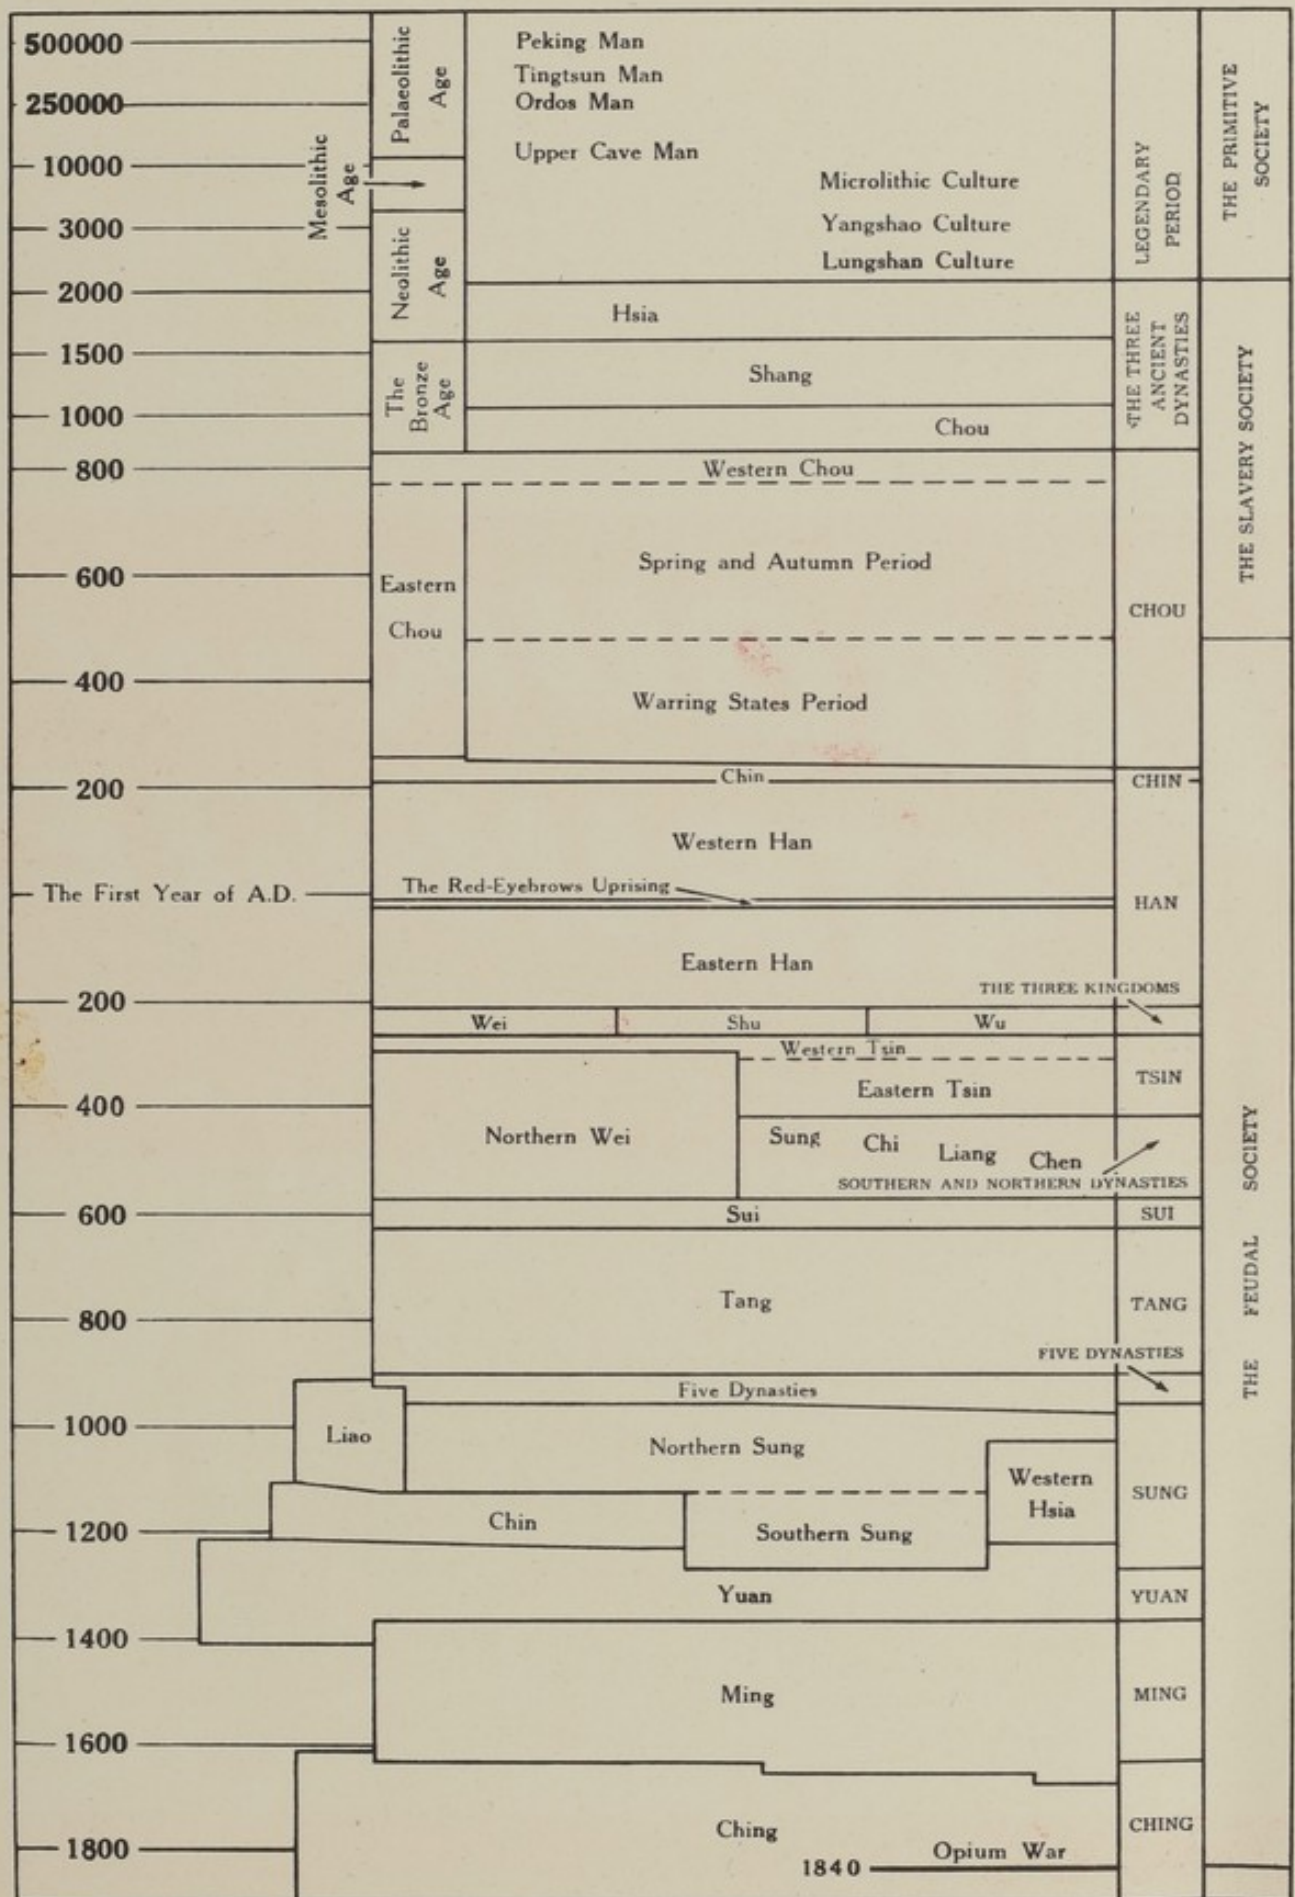 500000
250000
10000
3000
2000
1500
1000
800
600
400
200
The First Year of A.D.
200
400
600
800
1000
1200
1400
1600
1800
Mesolithic
Age
Palaeolithic
Age
Neolithic
Age
The
Bronze
Age
Peking Man
Tingtsun Man
Ordos Man
Upper Cave Man
Microlithic Culture
Yangshao Culture
Lungshan Culture
Hsia
Shang
Chou
Western Chou
Eastern
Chou
Spring and Autumn Period
Warring States Period
Chin
Western Han
The Red-Eyebrows Uprising
Eastern Han
THE THREE KINGDOMS
Wei
Shu
Wu
Western Tsin
Eastern Tsin
Northern Wei
Sung
Chi
Liang
Chen
SOUTHERN AND NORTHERN DYNASTIES
Sui
Tang
FIVE DYNASTIES
Five Dynasties
Liao
Northern Sung
Western
Hsia
Chin
Southern Sung
Yuan
Ming
Ching
Opium War
1840
LEGENDARY
PERIOD
THE THREE
ANCIENT
DYNASTIES
CHOU
CHIN
HAN
TSIN
SUI
TANG
SUNG
YUAN
MING
CHING
THE PRIMITIVE
SOCIETY
THE SLAVERY SOCIETY
THE FEUDAL SOCIETY